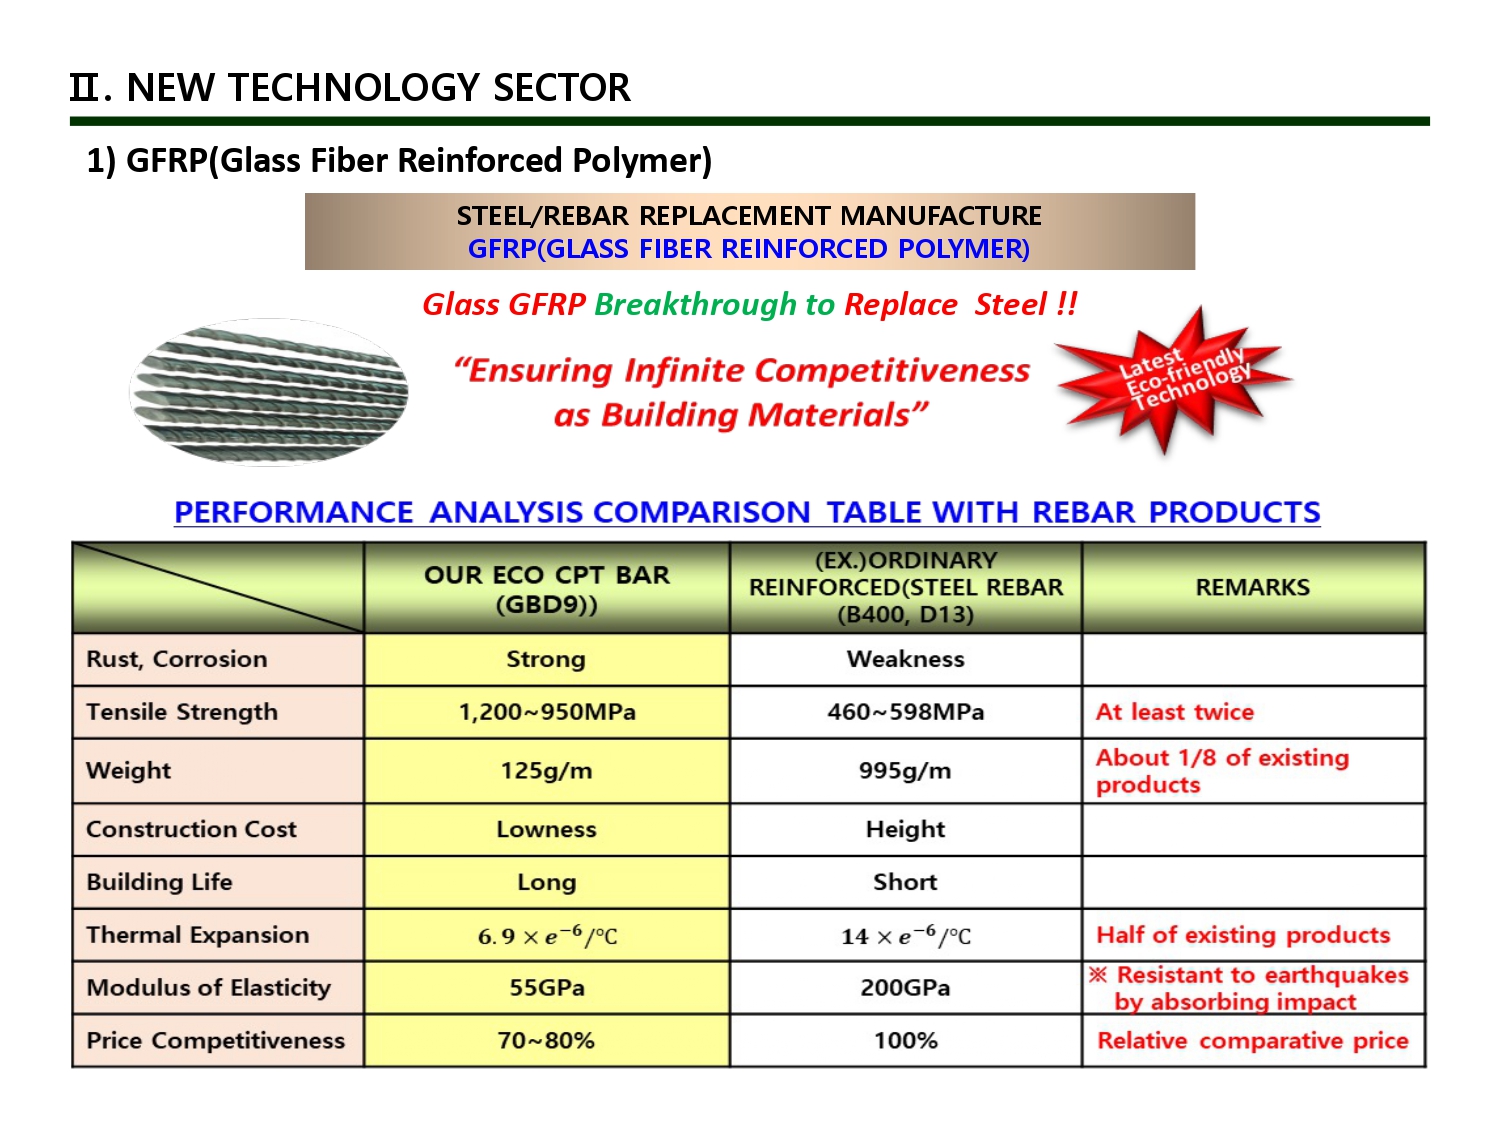 Ⅱ. NEW TECHNOLOGY SECTOR
1) GFRP(Glass Fiber Reinforced Polymer)
STEEL/REBAR REPLACEMENT MANUFACTURE
GFRP(GLASS FIBER REINFORCED POLYMER)
Glass GFRP Breakthrough to Replace Steel !!
“Ensuring Infinite Competitiveness
as Building Materials”
Latest
Eco-friendly
Technology
PERFORMANCE ANALYSIS COMPARISON TABLE WITH REBAR PRODUCTS
OUR ECO CPT BAR
(GBD9))
(EX.)ORDINARY
REINFORCED(STEEL REBAR
(B400, D13)
REMARKS
Rust, Corrosion
Strong
Weakness
Tensile Strength
1,200~950MPa
460~598MPa
At least twice
Weight
125g/m
995g/m
About 1/8 of existing
products
Construction Cost
Lowness
Height
Building Life
Long
Short
Thermal Expansion
6.9 × e⁻⁶/℃
14 × e⁻⁶/℃
Half of existing products
Modulus of Elasticity
55GPa
200GPa
※ Resistant to earthquakes
by absorbing impact
Price Competitiveness
70~80%
100%
Relative comparative price